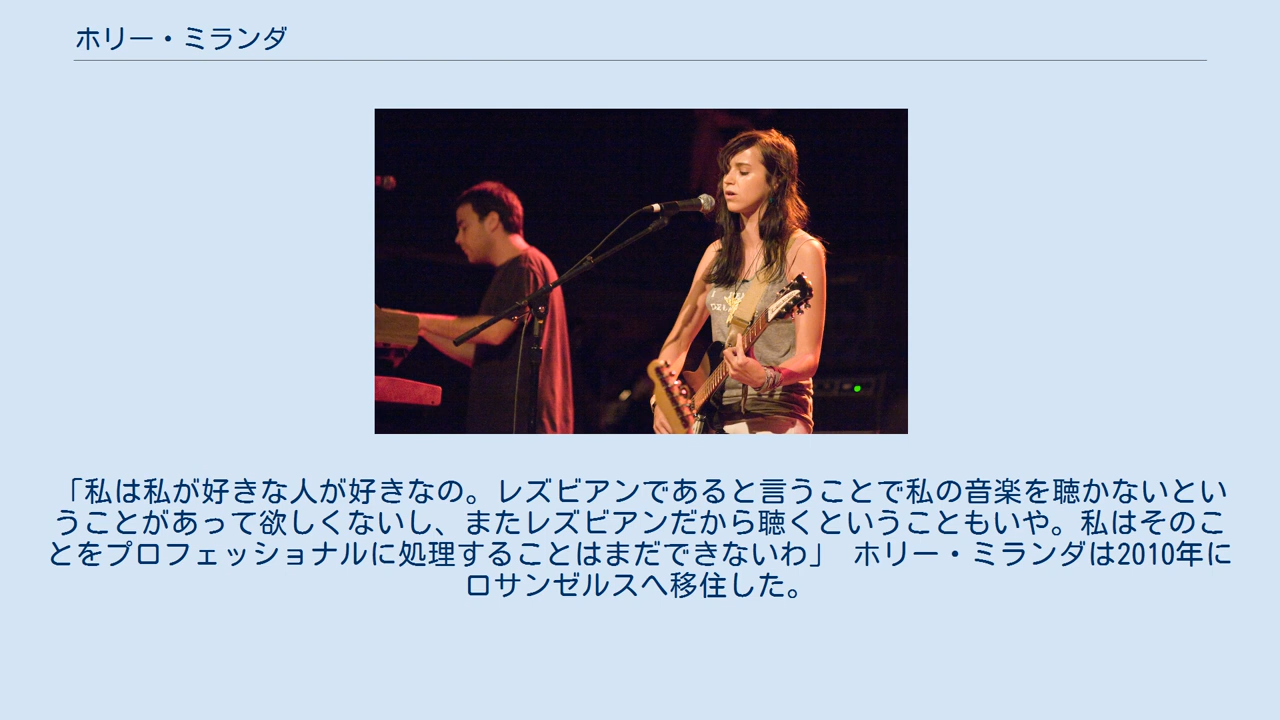 ホリー・ミランダ
「私は私が好きな人が好きなの。レズビアンであると言うことで私の音楽を聴かないとい
うことがあって欲しくないし、またレズビアンだから聴くということもいや。私はそのこ
とをプロフェッショナルに処理することはまだできないわ」 ホリー・ミランダは2010年に
ロサンゼルスへ移住した。